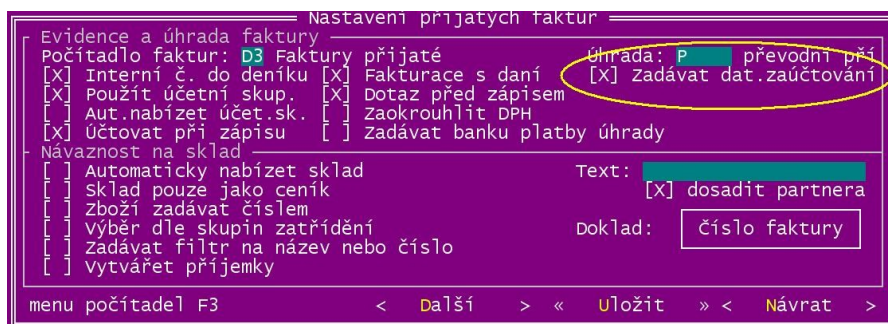 Nastavení přijatých faktur
Evidence a úhrada faktury
Počítadlo faktur: D3 Faktury přijaté Úhrada: P převodní pří
[X] Interní č. do deníku [X] Fakturace s daní [X] Zadávat dat.zaúčtování
[X] Použít účetní skup. [X] Dotaz před zápisem
[ ] Aut.nabízet účet.sk. [ ] Zaokrouhlit DPH
[X] Účtovat při zápisu [ ] Zadávat banku platby úhrady
Návaznost na sklad
[ ] Automaticky nabízet sklad Text:
[ ] Sklad pouze jako ceník [X] dosadit partnera
[ ] Zboží zadávat číslem
[ ] Výběr dle skupin zatřídění Doklad: Číslo faktury
[ ] Zadávat filtr na název nebo číslo
[ ] Vytvářet příjemky
menu počítadel F3 < Další > « Uložit » < Návrat >